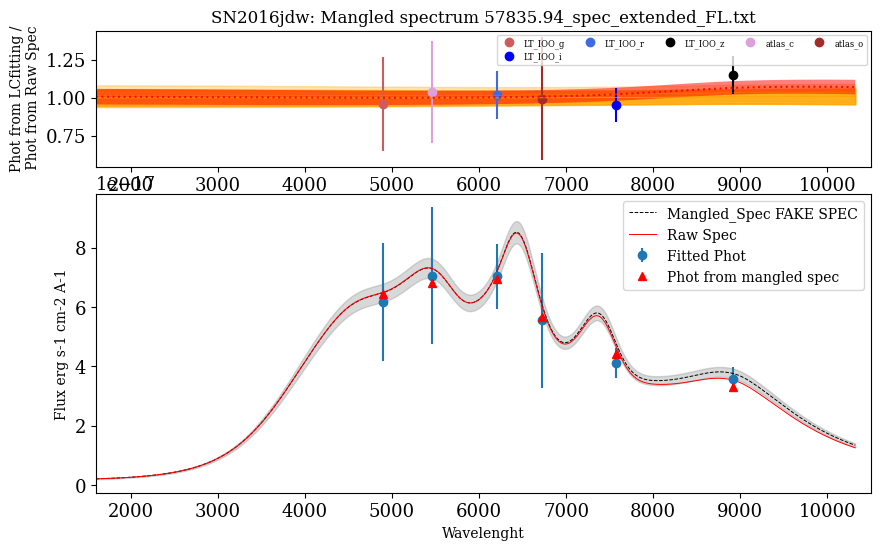 SN2016jdw: Mangled spectrum 57835.94_spec_extended_FL.txt
Phot from LCfitting /
Phot from Raw Spec
1.25
1.00
0.75
LT_IOO_g
LT_IOO_i
LT_IOO_r
LT_IOO_z
atlas_c
atlas_o
2000 3000 4000 5000 6000 7000 8000 9000 10000
1e-17
Flux erg s-1 cm-2 A-1
8
6
4
2
0
Mangled_Spec FAKE SPEC
Raw Spec
Fitted Phot
Phot from mangled spec
2000 3000 4000 5000 6000 7000 8000 9000 10000
Wavelenght